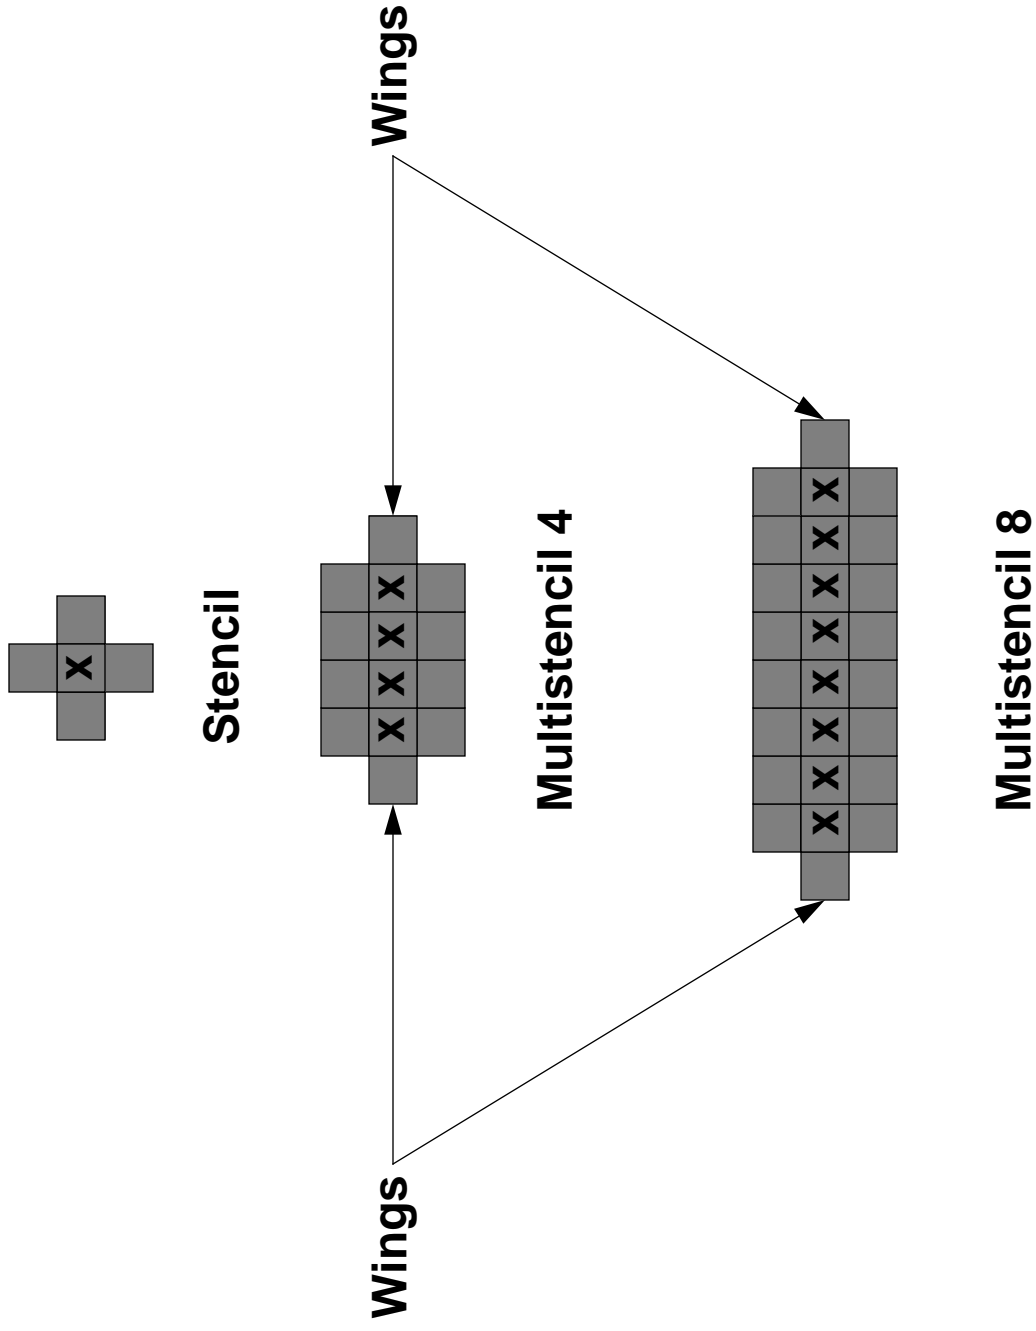 X
Stencil
Wings X X X X Wings
Multistencil 4
X X X X X X X X
Multistencil 8